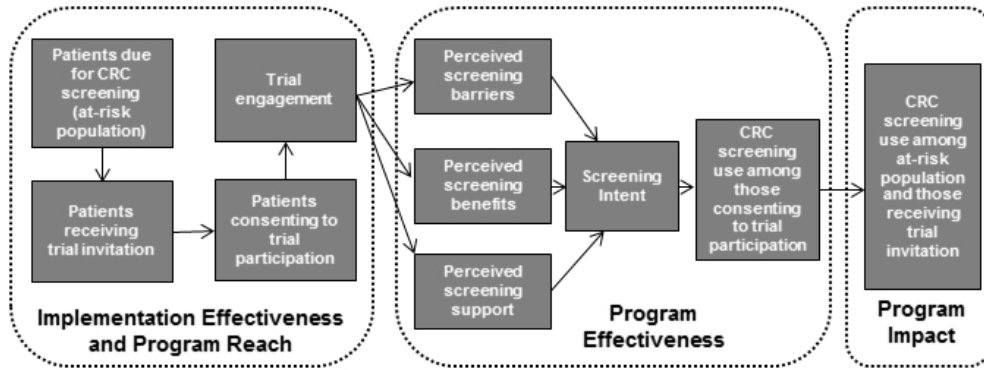 Patients due
for CRC
screening
(at-risk
population)
Patients
receiving
trial invitation
Patients
consenting to
trial
participation
Trial
engagement
Implementation Effectiveness
and Program Reach
Perceived
screening
barriers
Perceived
screening
benefits
Perceived
screening
support
Screening
Intent
CRC
screening
use among
those
consenting
to trial
participation
Program
Effectiveness
CRC
screening
use among
at-risk
population
and those
receiving
trial
invitation
Program
Impact